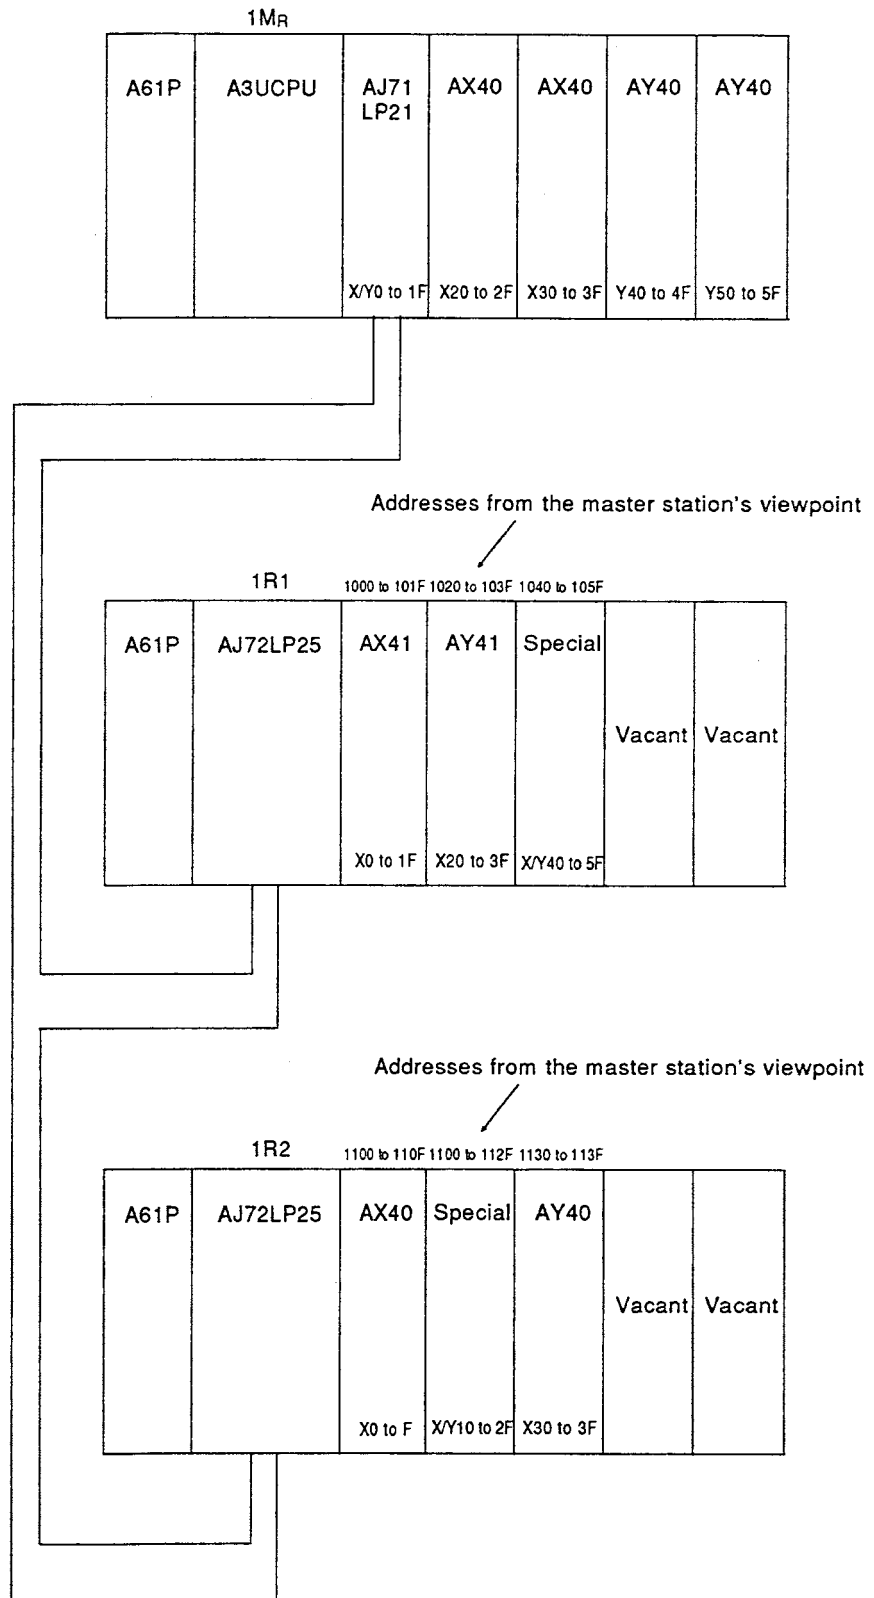 1MR
A61P A3UCPU AJ71 AX40 AX40 AY40 AY40
LP21
X/Y0 to 1F X20 to 2F X30 to 3F Y40 to 4F Y50 to 5F
Addresses from the master station's viewpoint
1R1 1000 to 101F 1020 to 103F 1040 to 105F
A61P AJ72LP25 AX41 AY41 Special
Vacant Vacant
X0 to 1F X20 to 3F X/Y40 to 5F
Addresses from the master station's viewpoint
1R2 1100 to 110F 1100 to 112F 1130 to 113F
A61P AJ72LP25 AX40 Special AY40
Vacant Vacant
X0 to F X/Y10 to 2F X30 to 3F